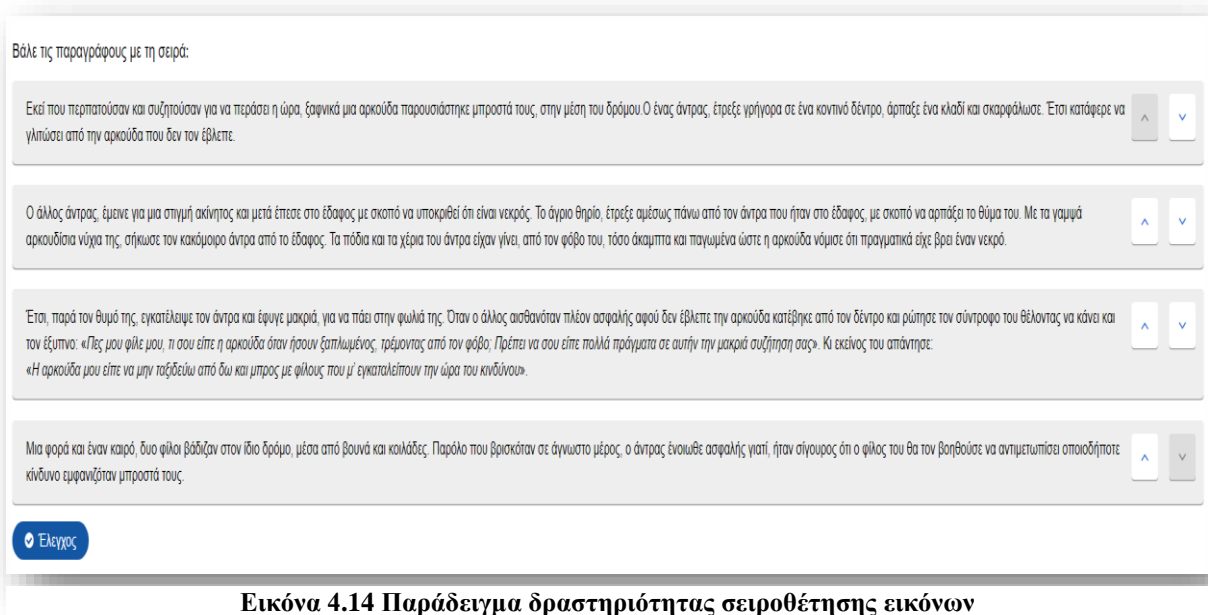 Βάλε τις παραγράφους με τη σειρά:
Εκεί που περπατούσαν και συζητούσαν για να περάσει η ώρα, ξαφνικά μια αρκούδα παρουσιάστηκε μπροστά τους, στην μέση του δρόμου.Ο ένας άντρας, έτρεξε γρήγορα σε ένα κοντινό δέντρο, άρπαξε ένα κλαδί και σκαρφάλωσε. Έτσι κατάφερε να
γλιτώσει από την αρκούδα που δεν τον έβλεπε.
Ο άλλος άντρας, έμεινε για μια στιγμή ακίνητος και μετά έπεσε στο έδαφος με σκοπό να υποκριθεί ότι είναι νεκρός. Το άγριο θηρίο, έτρεξε αμέσως πάνω από τον άντρα που ήταν στο έδαφος, με σκοπό να αρπάξει το θύμα του. Με τα γαμψά
αρκουδίσια νύχια της, σήκωσε τον κακόμοιρο άντρα από το έδαφος. Τα πόδια και τα χέρια του άντρα είχαν γίνει, από τον φόβο του, τόσο άκαμπτα και παγωμένα ώστε η αρκούδα νόμισε ότι πραγματικά είχε βρει έναν νεκρό.
Έτσι, παρά τον θυμό της, εγκατέλειψε τον άντρα και έφυγε μακριά, για να πάει στην φωλιά της. Όταν ο άλλος αισθανόταν πλέον ασφαλής αφού δεν έβλεπε την αρκούδα κατέβηκε από τον δέντρο και ρώτησε τον σύντροφο του θέλοντας να κάνει και
τον έξυπνο: «Πες μου φίλε μου, τι σου είπε η αρκούδα όταν ήσουν ξαπλωμένος, τρέμοντας από τον φόβο; Πρέπει να σου είπε πολλά πράγματα σε αυτήν την μακριά συζήτηση σας». Κι εκείνος του απάντησε:
«Η αρκούδα μου είπε να μην ταξιδεύω από δω και μπρος με φίλους που μ' εγκαταλείπουν την ώρα του κινδύνου».
Μια φορά και έναν καιρό, δυο φίλοι βάδιζαν στον ίδιο δρόμο, μέσα από βουνά και κοιλάδες. Παρόλο που βρισκόταν σε άγνωστο μέρος, ο άντρας ένοιωθε ασφαλής γιατί, ήταν σίγουρος ότι ο φίλος του θα τον βοηθούσε να αντιμετωπίσει οποιοδήποτε
κίνδυνο εμφανιζόταν μπροστά τους.
Έλεγχος
Εικόνα 4.14 Παράδειγμα δραστηριότητας σειροθέτησης εικόνων